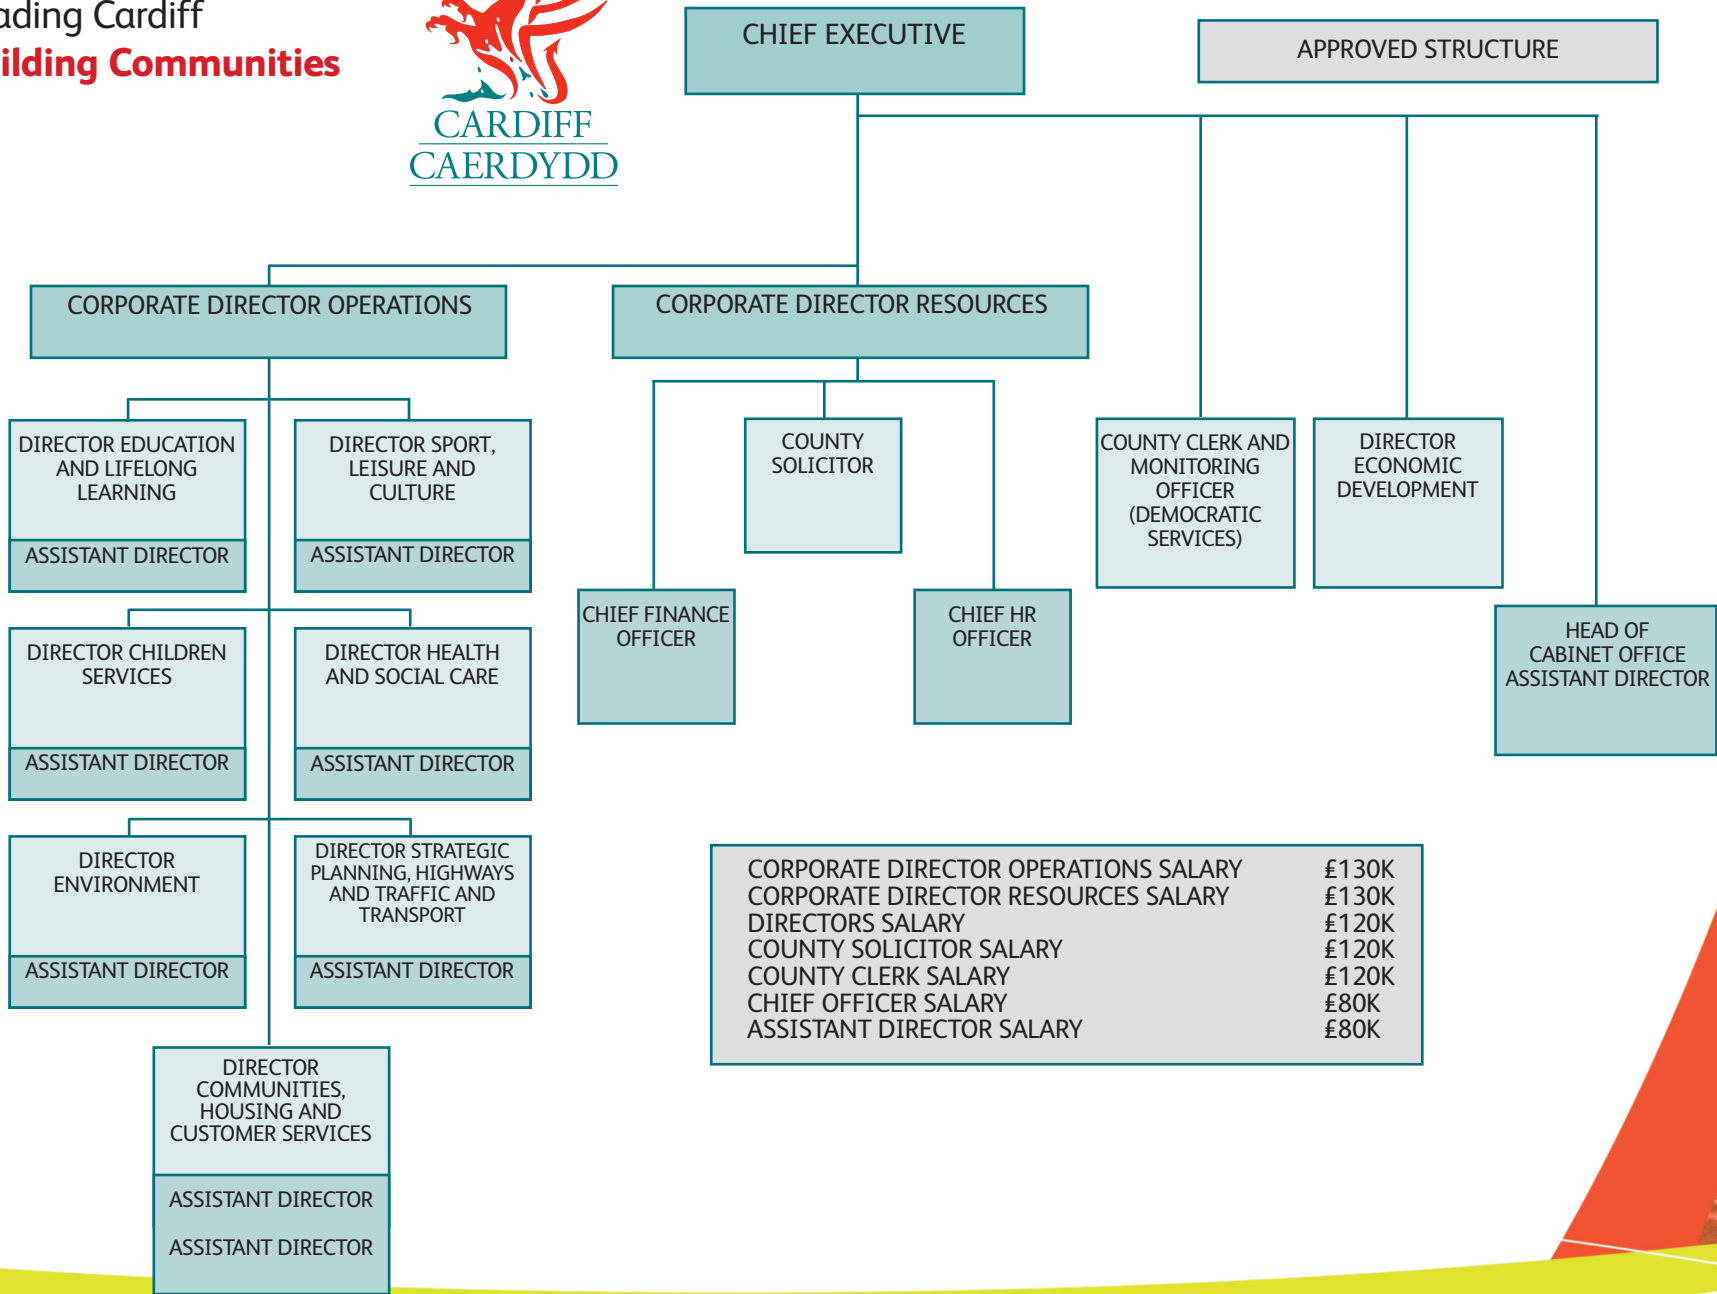 ading Cardiff
ilding Communities
CARDIFF
CAERDYDD
CHIEF EXECUTIVE
APPROVED STRUCTURE
CORPORATE DIRECTOR OPERATIONS
CORPORATE DIRECTOR RESOURCES
DIRECTOR EDUCATION
AND LIFELONG
LEARNING
ASSISTANT DIRECTOR
DIRECTOR SPORT,
LEISURE AND
CULTURE
ASSISTANT DIRECTOR
COUNTY
SOLICITOR
COUNTY CLERK AND
MONITORING
OFFICER
(DEMOCRATIC
SERVICES)
DIRECTOR
ECONOMIC
DEVELOPMENT
CHIEF FINANCE
OFFICER
CHIEF HR
OFFICER
HEAD OF
CABINET OFFICE
ASSISTANT DIRECTOR
DIRECTOR CHILDREN
SERVICES
ASSISTANT DIRECTOR
DIRECTOR HEALTH
AND SOCIAL CARE
ASSISTANT DIRECTOR
DIRECTOR
ENVIRONMENT
ASSISTANT DIRECTOR
DIRECTOR STRATEGIC
PLANNING, HIGHWAYS
AND TRAFFIC AND
TRANSPORT
ASSISTANT DIRECTOR
CORPORATE DIRECTOR OPERATIONS SALARY £130K
CORPORATE DIRECTOR RESOURCES SALARY £130K
DIRECTORS SALARY £120K
COUNTY SOLICITOR SALARY £120K
COUNTY CLERK SALARY £120K
CHIEF OFFICER SALARY £80K
ASSISTANT DIRECTOR SALARY £80K
DIRECTOR
COMMUNITIES,
HOUSING AND
CUSTOMER SERVICES
ASSISTANT DIRECTOR
ASSISTANT DIRECTOR